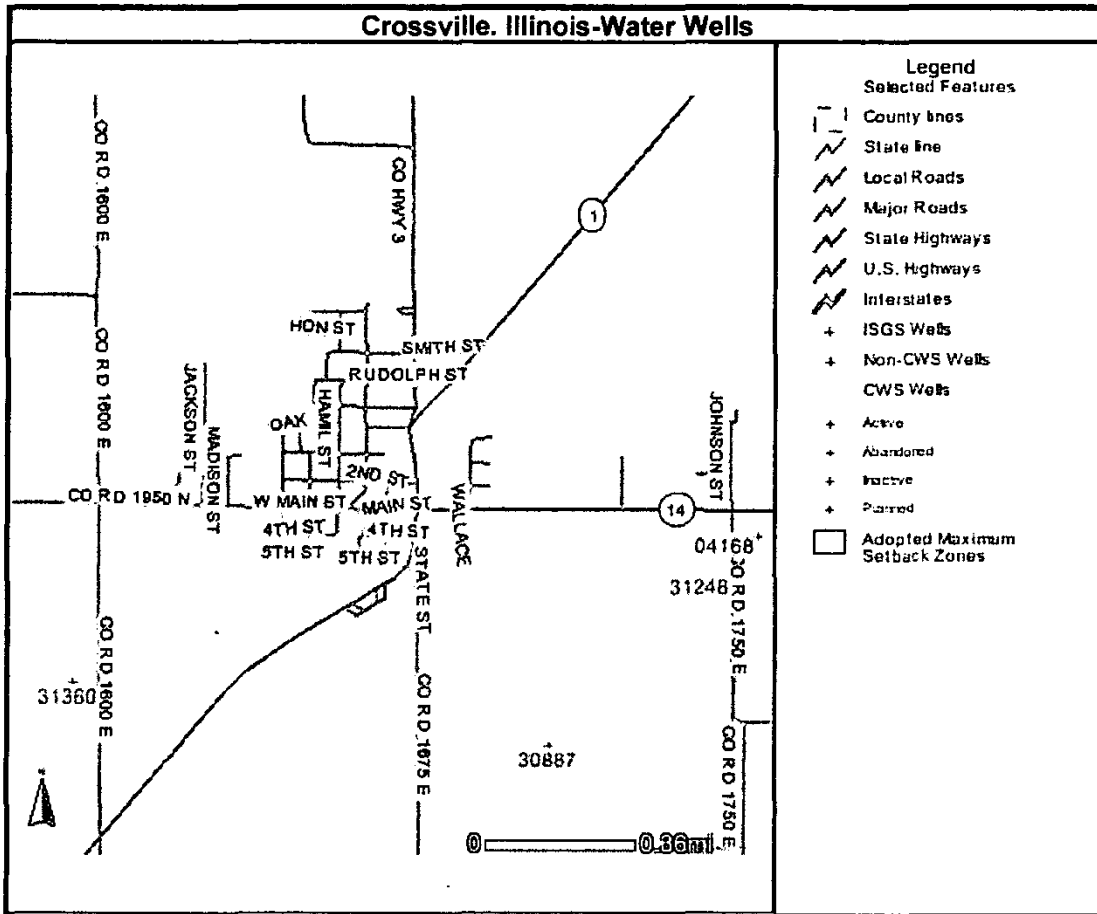 Crossville. Illinois-Water Wells
Legend
Selected Features
County lines
State line
Local Roads
Major Roads
State Highways
U.S. Highways
Interstates
ISGS Wells
Non-CWS Wells
CWS Wells
Active
Abandored
Inactive
Planned
Adopted Maximum
Setback Zones
CO RD 1600 E
CO HWY 3
1
HON ST
SMITH ST
RUDOLPH ST
CO RD 1600 E
JACKSON ST
MADISON ST
OAK
HAMIL ST
2ND ST
JOHNSON ST
CO RD 1950 N
W MAIN ST
MAIN ST
WALLACE
14
4TH ST
4TH ST
5TH ST
5TH ST
STATE ST
04168
31248
CO RD 1750 E
CO RD 1600 E
31360
CO RD 1675 E
30887
CO RD 1750 E
0
0.36mi